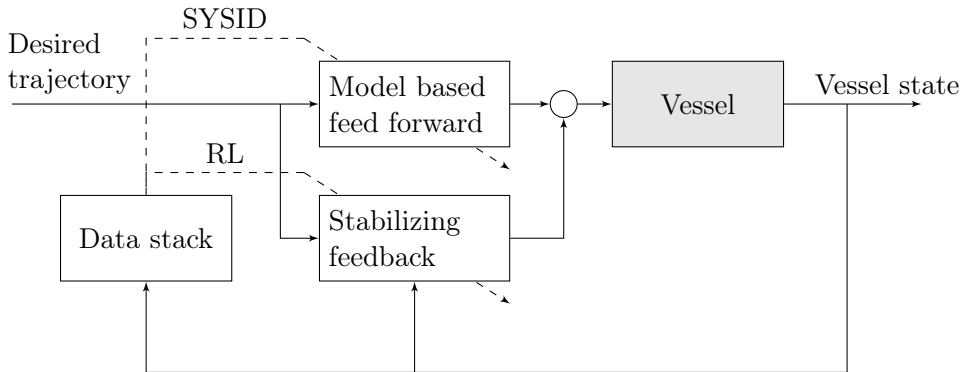 SYSID
Desired
trajectory
Model based
feed forward
Vessel
Vessel state
RL
Data stack
Stabilizing
feedback